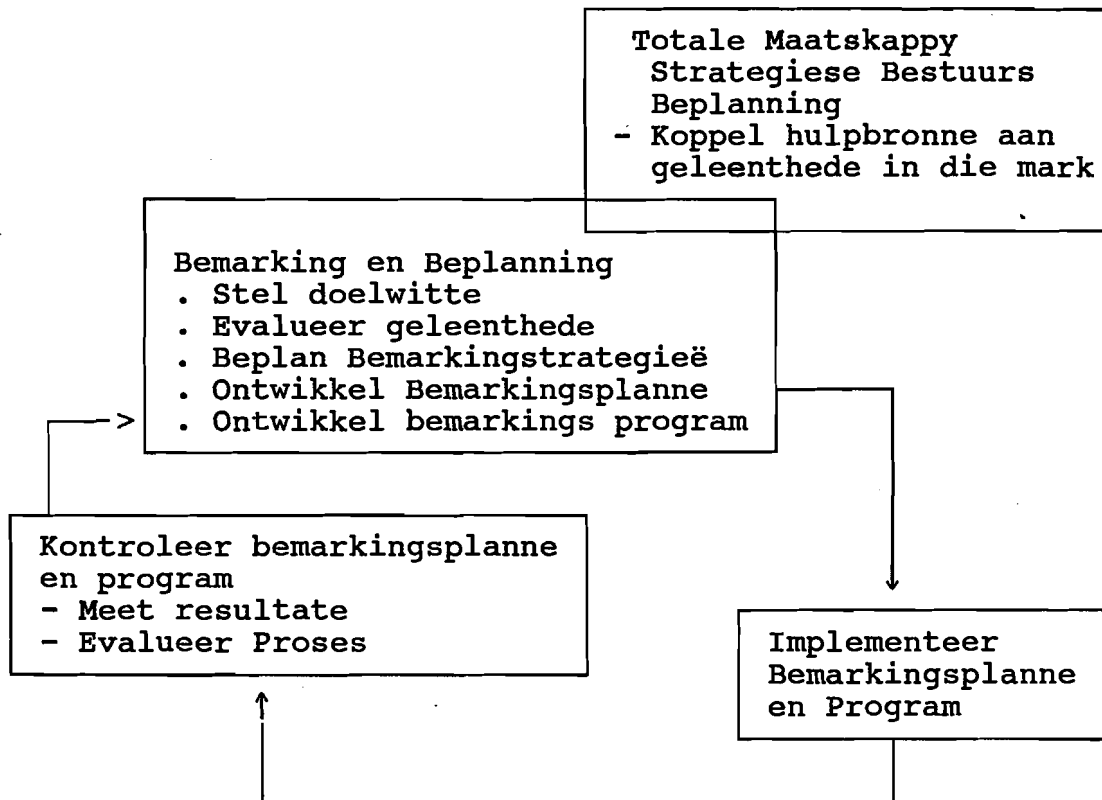 Totale Maatskappy
Strategiese Bestuurs
Beplanning
- Koppel hulpbronne aan
geleenthede in die mark
Bemarking en Beplanning
. Stel doelwitte
. Evalueer geleenthede
. Beplan Bemarkingstrategieë
. Ontwikkel Bemarkingsplanne
. Ontwikkel bemarkings program
Kontroleer bemarkingsplanne
en program
- Meet resultate
- Evalueer Proses
Implementeer
Bemarkingsplanne
en Program